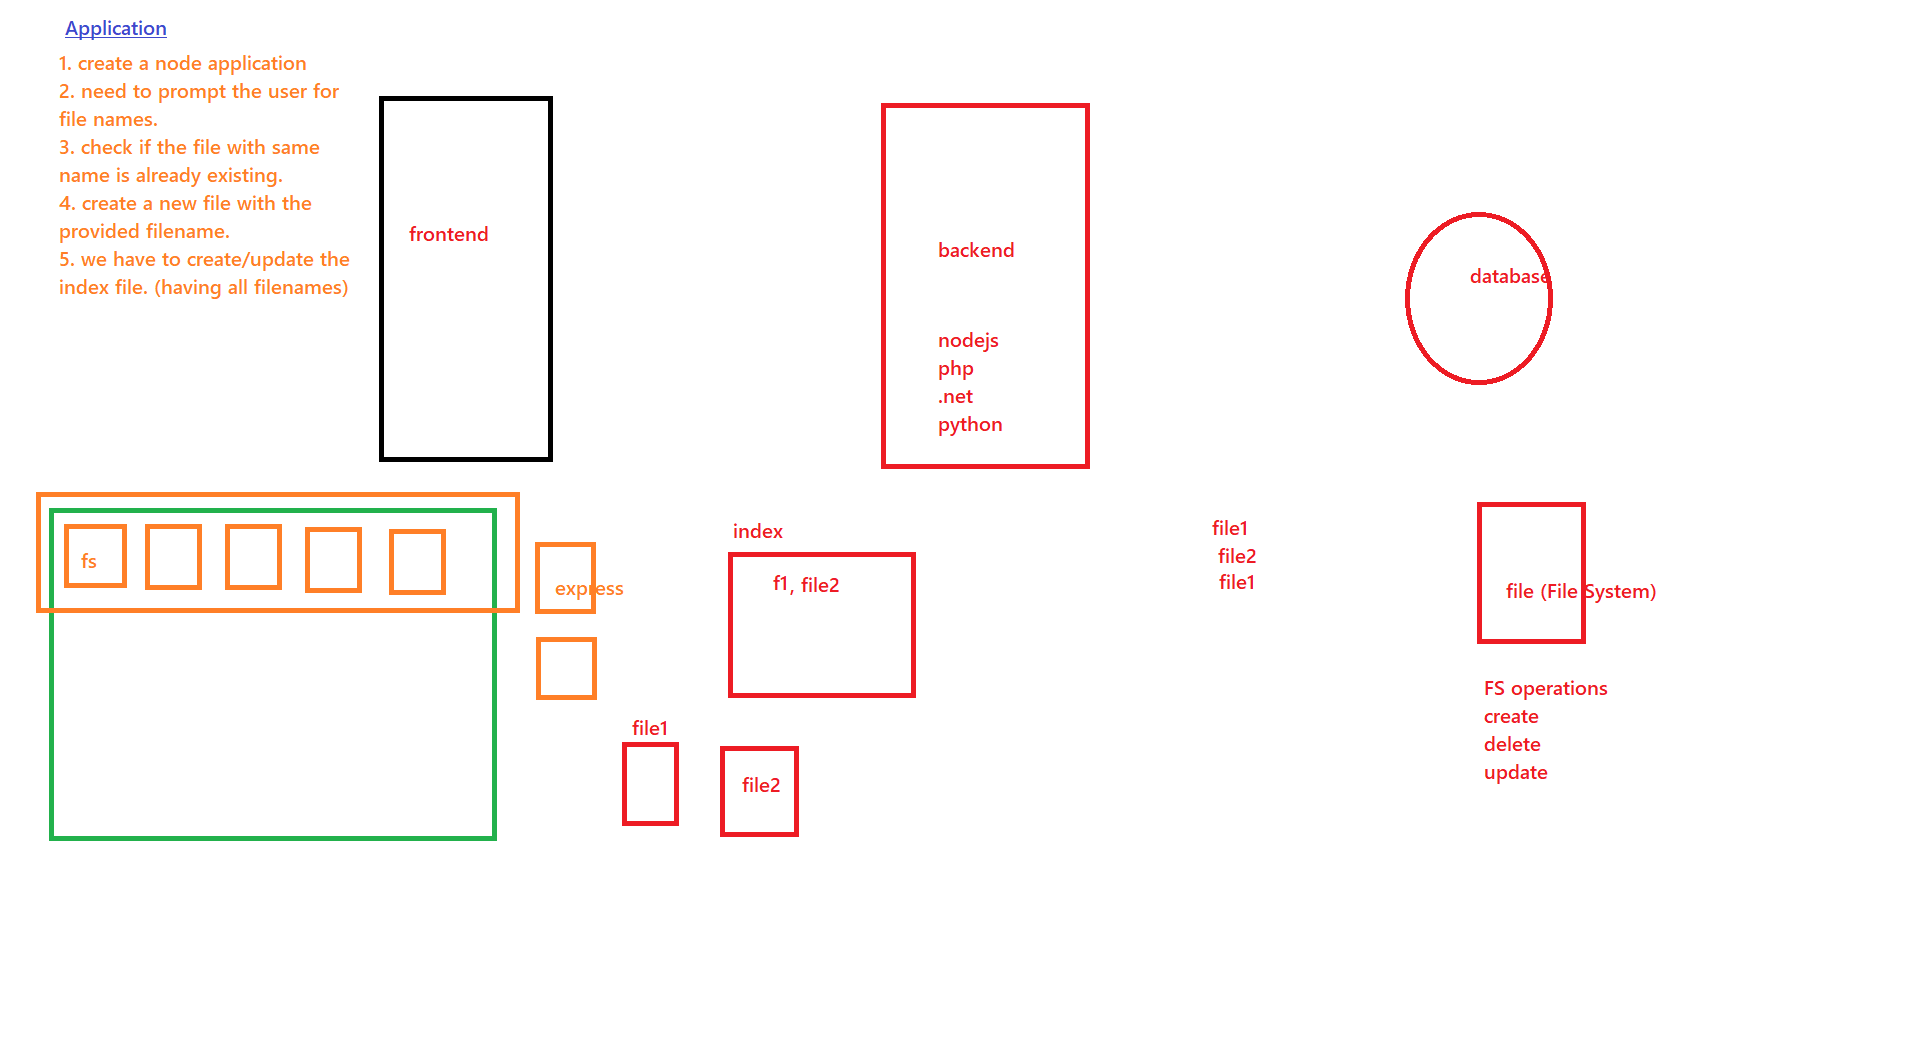 Application
1. create a node application
2. need to prompt the user for
file names.
3. check if the file with same
name is already existing.
4. create a new file with the
provided filename.
5. we have to create/update the
index file. (having all filenames)
frontend
backend
nodejs
php
.net
python
database
fs
express
index
f1, file2
file1
file2
file1
file2
file1
file (File System)
FS operations
create
delete
update